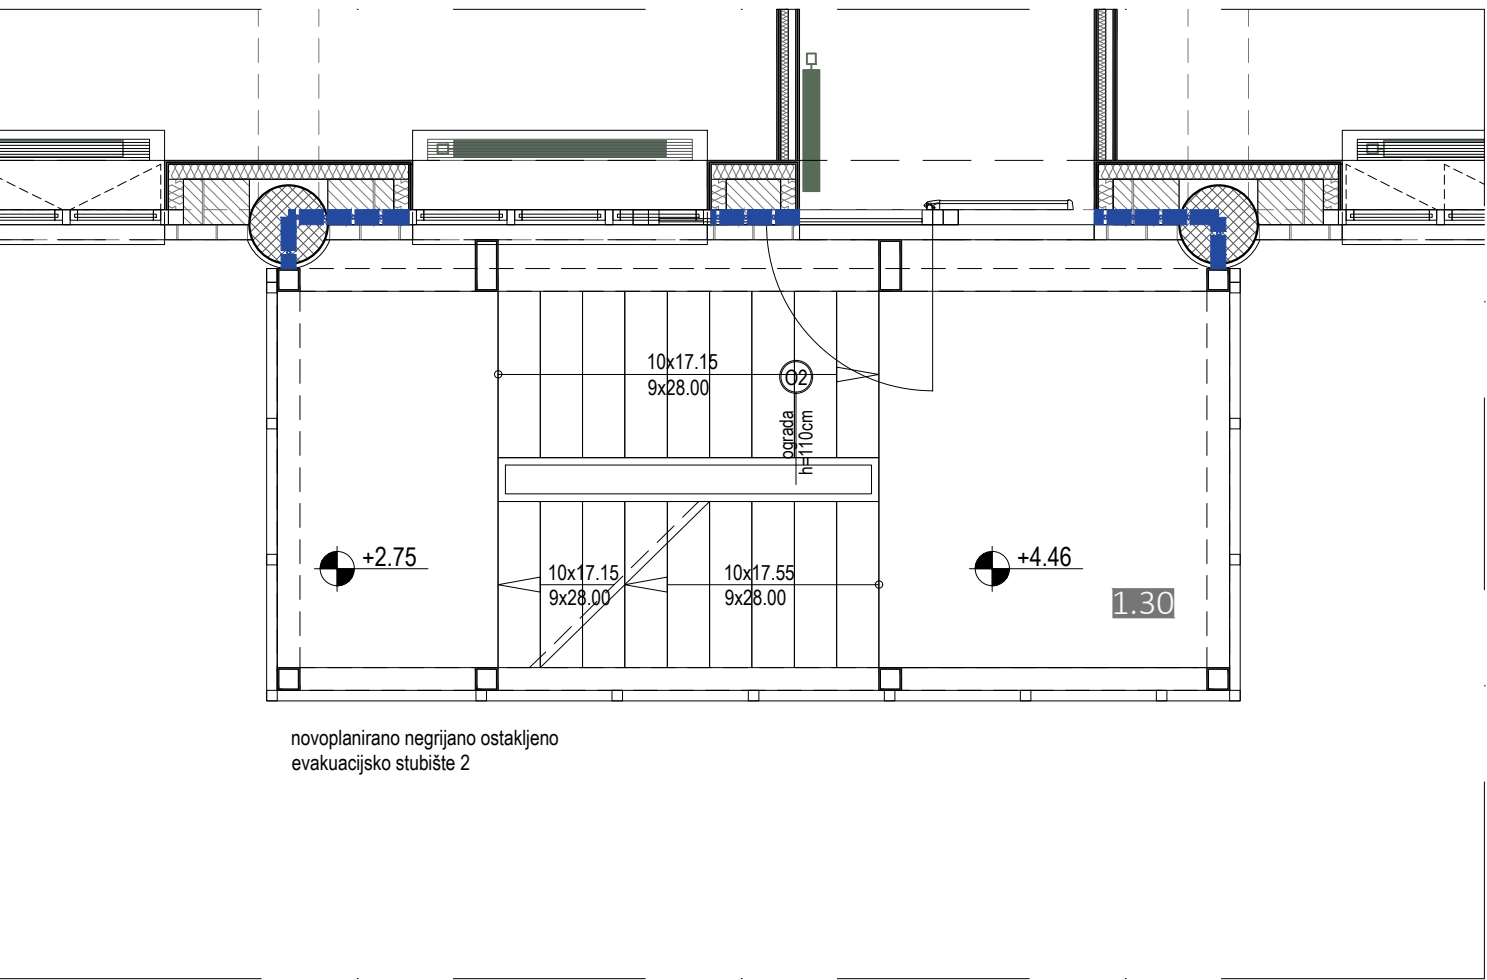 10x17.15
9x28.00
O2
ograda
h=110cm
+2.75
10x17.15
9x28.00
10x17.55
9x28.00
+4.46
1.30
novoplanirano negrijano ostakljeno
evakuacijsko stubište 2